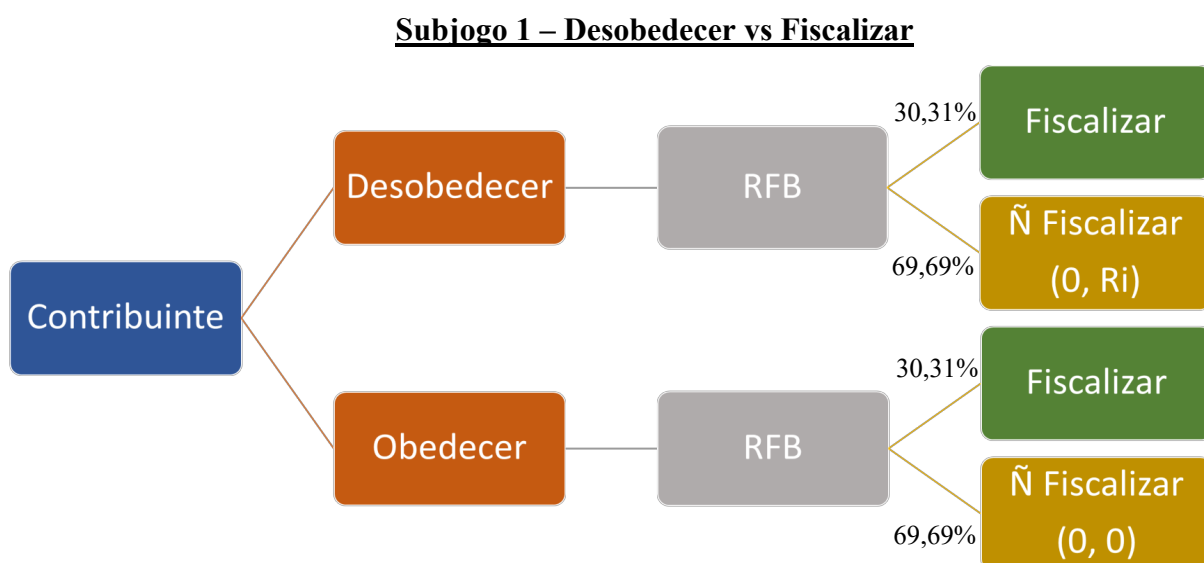 Subjogo 1 – Desobedecer vs Fiscalizar
30,31%
Fiscalizar
Desobedecer
RFB
69,69%
Ñ Fiscalizar
(0, Ri)
Contribuinte
30,31%
Fiscalizar
Obedecer
RFB
69,69%
Ñ Fiscalizar
(0, 0)